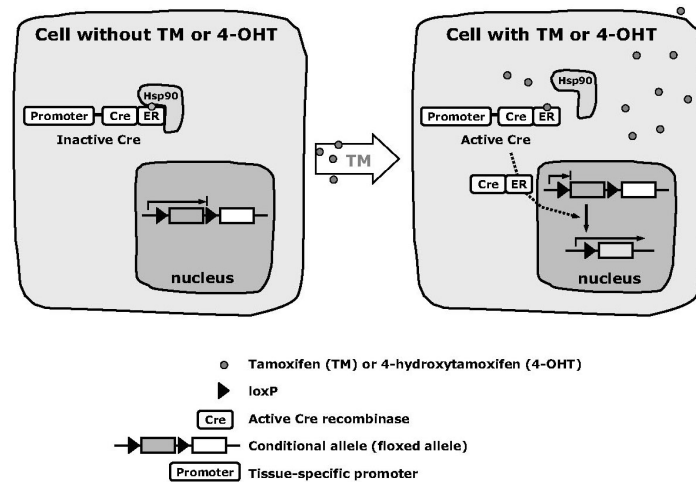 Cell without TM or 4-OHT
Hsp90
Promoter Cre ER
Inactive Cre
nucleus
TM
Cell with TM or 4-OHT
Hsp90
Promoter Cre ER
Active Cre
Cre ER
nucleus
Tamoxifen (TM) or 4-hydroxytamoxifen (4-OHT)
loxP
Cre Active Cre recombinase
Conditional allele (floxed allele)
Promoter Tissue-specific promoter